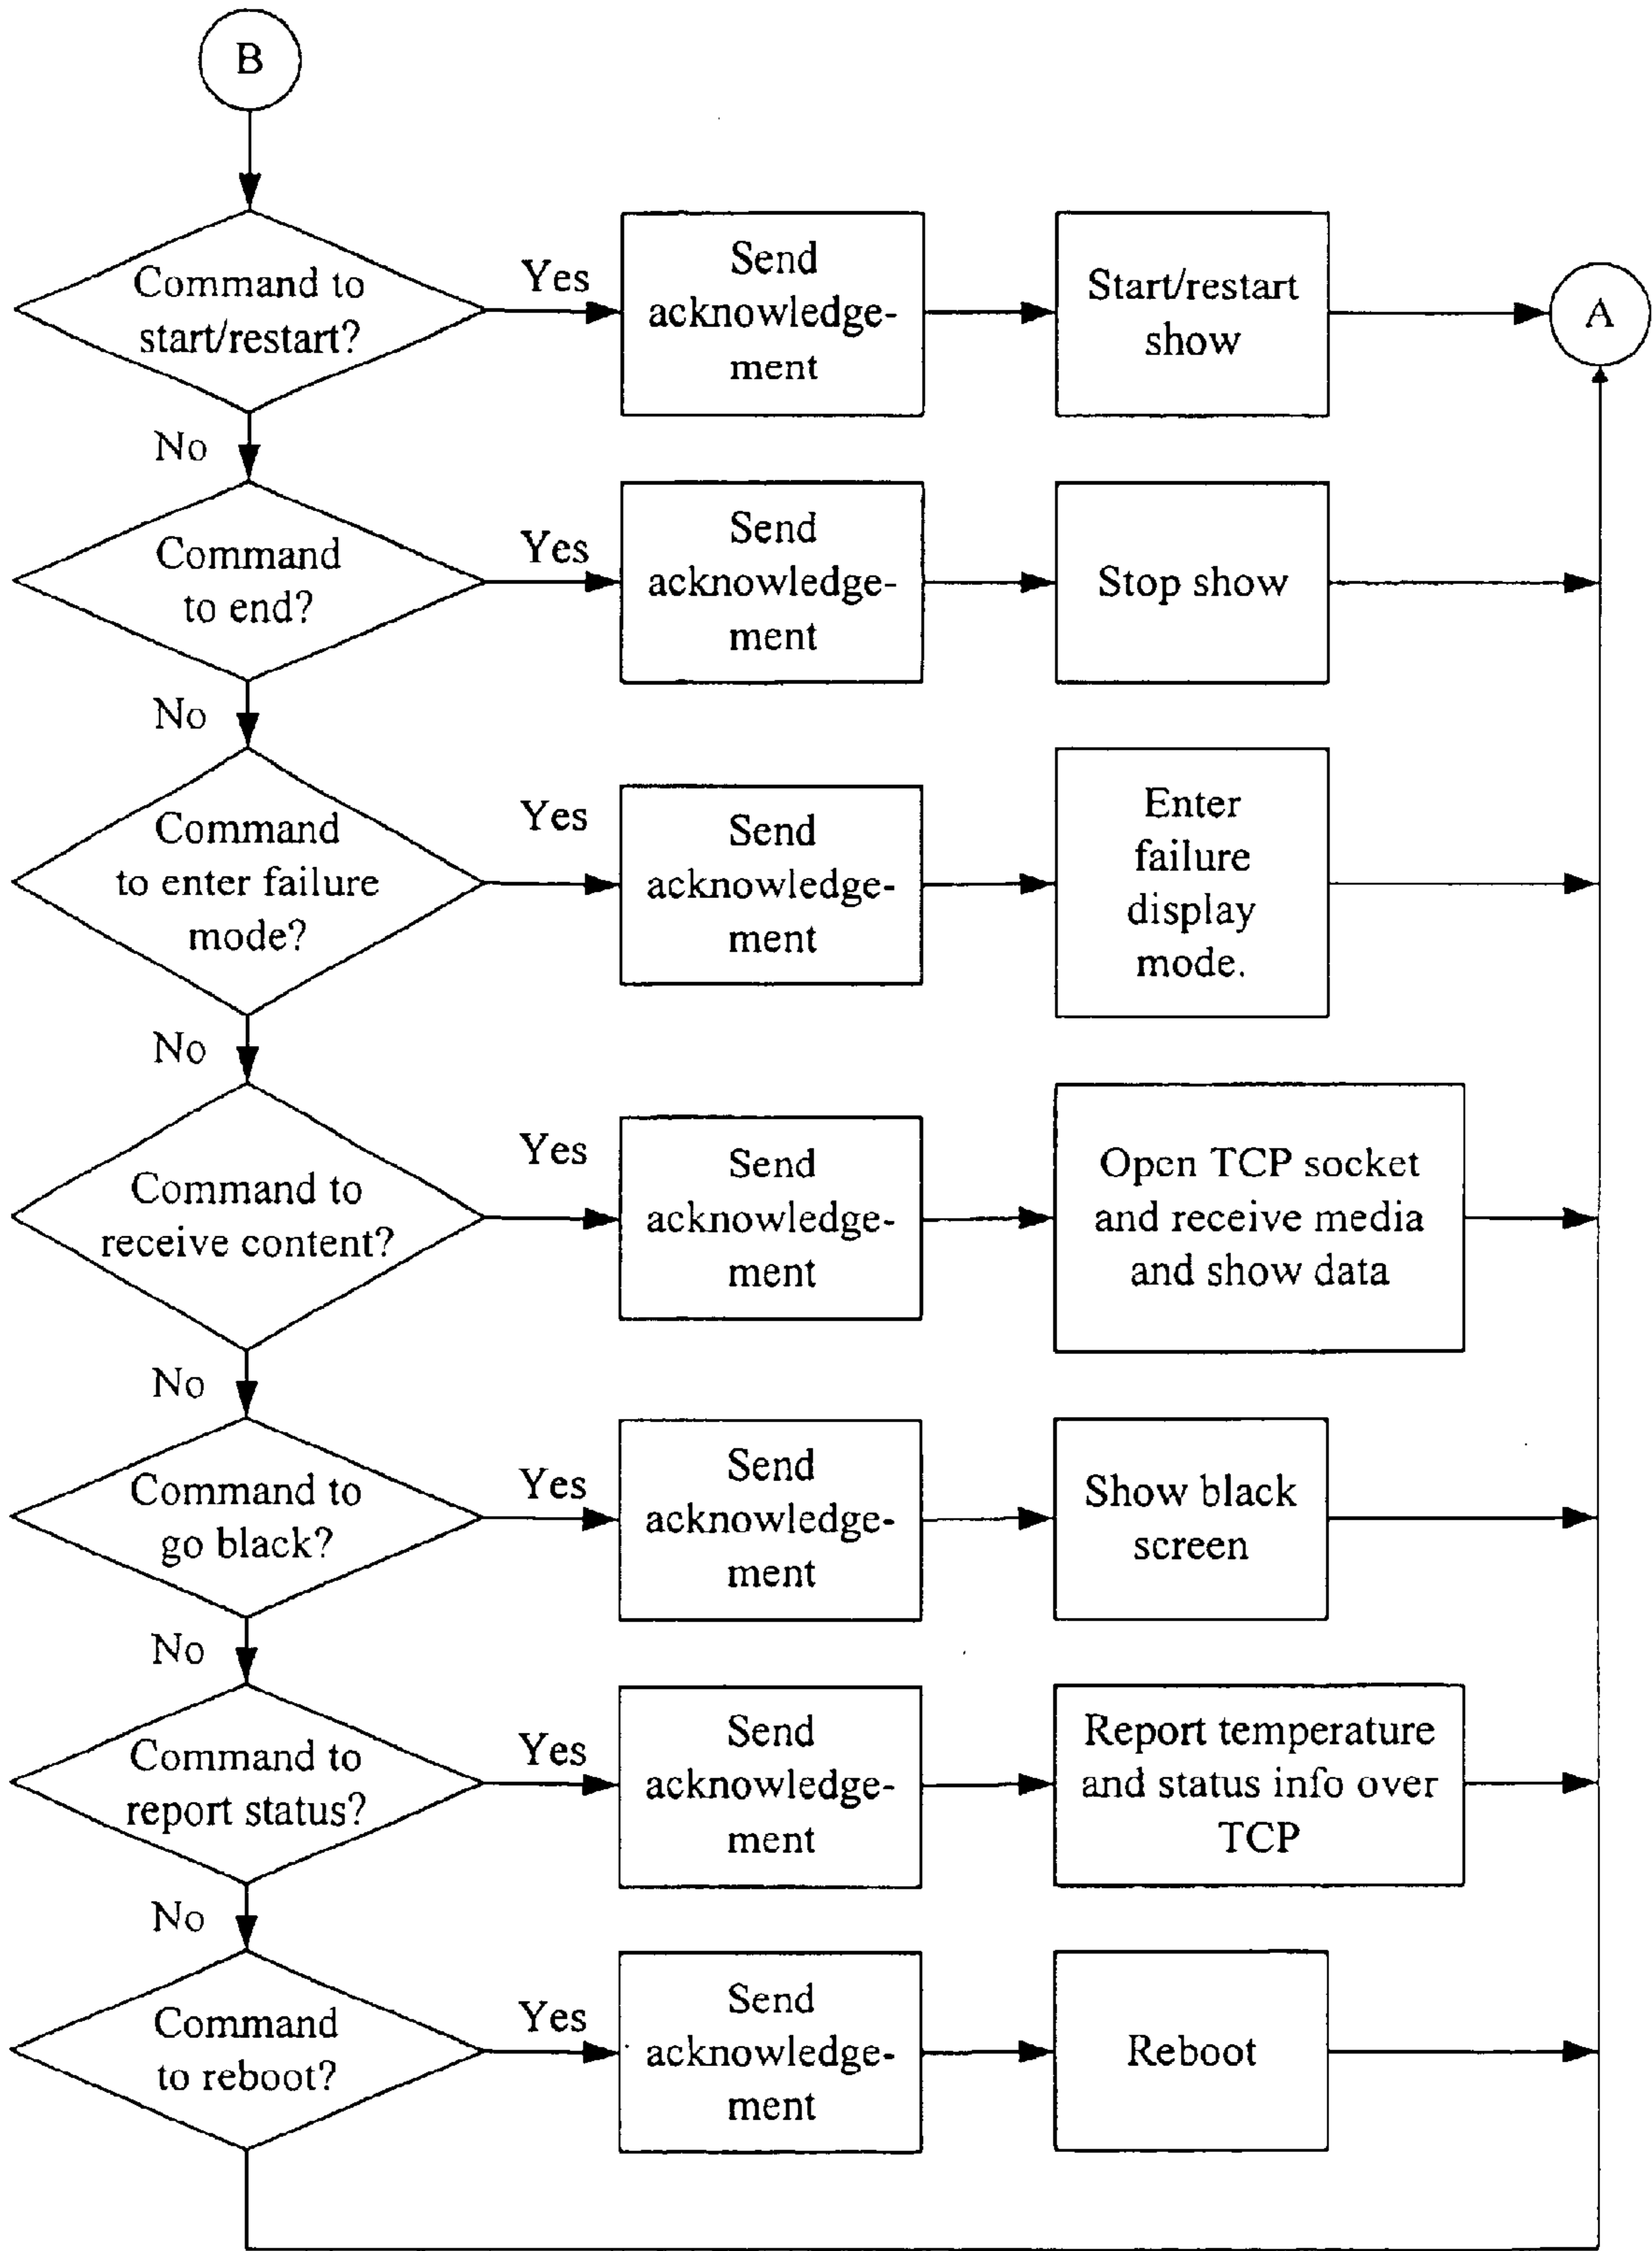 B
Command to
start/restart?
Yes
Send
acknowledge-
ment
Start/restart
show
A
No
Command
to end?
Yes
Send
acknowledge-
ment
Stop show
No
Command
to enter failure
mode?
Yes
Send
acknowledge-
ment
Enter
failure
display
mode.
No
Command to
receive content?
Yes
Send
acknowledge-
ment
Open TCP socket
and receive media
and show data
No
Command to
go black?
Yes
Send
acknowledge-
ment
Show black
screen
No
Command to
report status?
Yes
Send
acknowledge-
ment
Report temperature
and status info over
TCP
No
Command
to reboot?
Yes
Send
acknowledge-
ment
Reboot